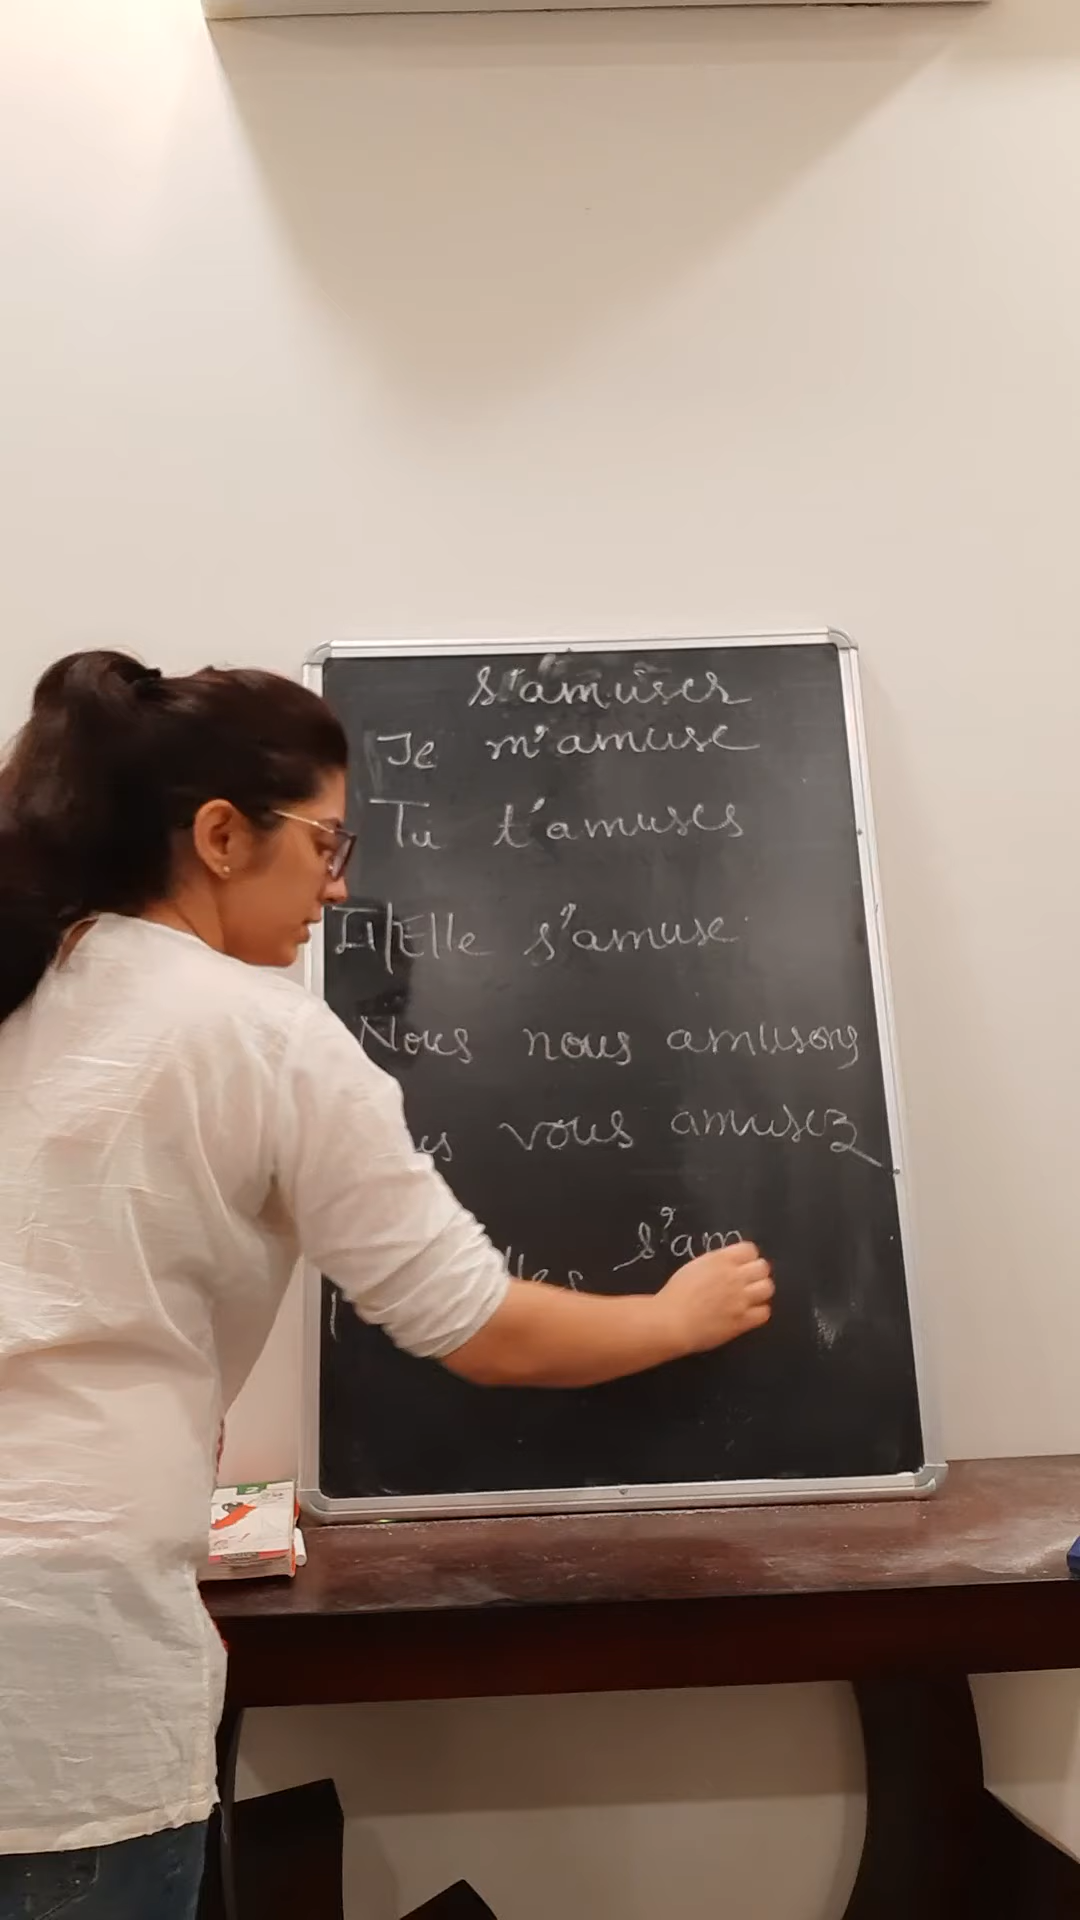 s'amuser
Je m'amuse
Tu t'amuses
Il/Elle s'amuse
Nous nous amusons
vous amusez
s'am